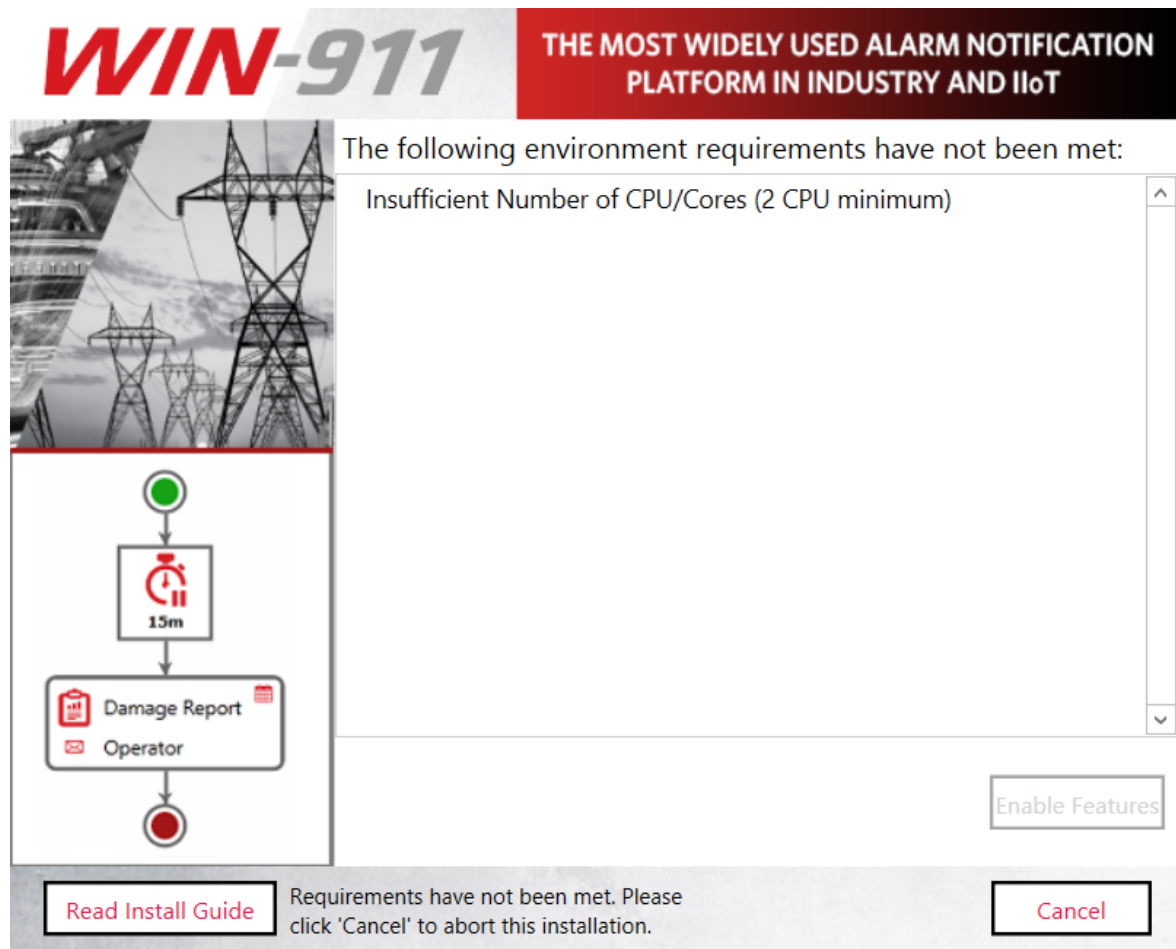 WIN-911
THE MOST WIDELY USED ALARM NOTIFICATION
PLATFORM IN INDUSTRY AND IIoT
The following environment requirements have not been met:
Insufficient Number of CPU/Cores (2 CPU minimum)
15m
Damage Report
Operator
Enable Features
Read Install Guide
Requirements have not been met. Please
click 'Cancel' to abort this installation.
Cancel